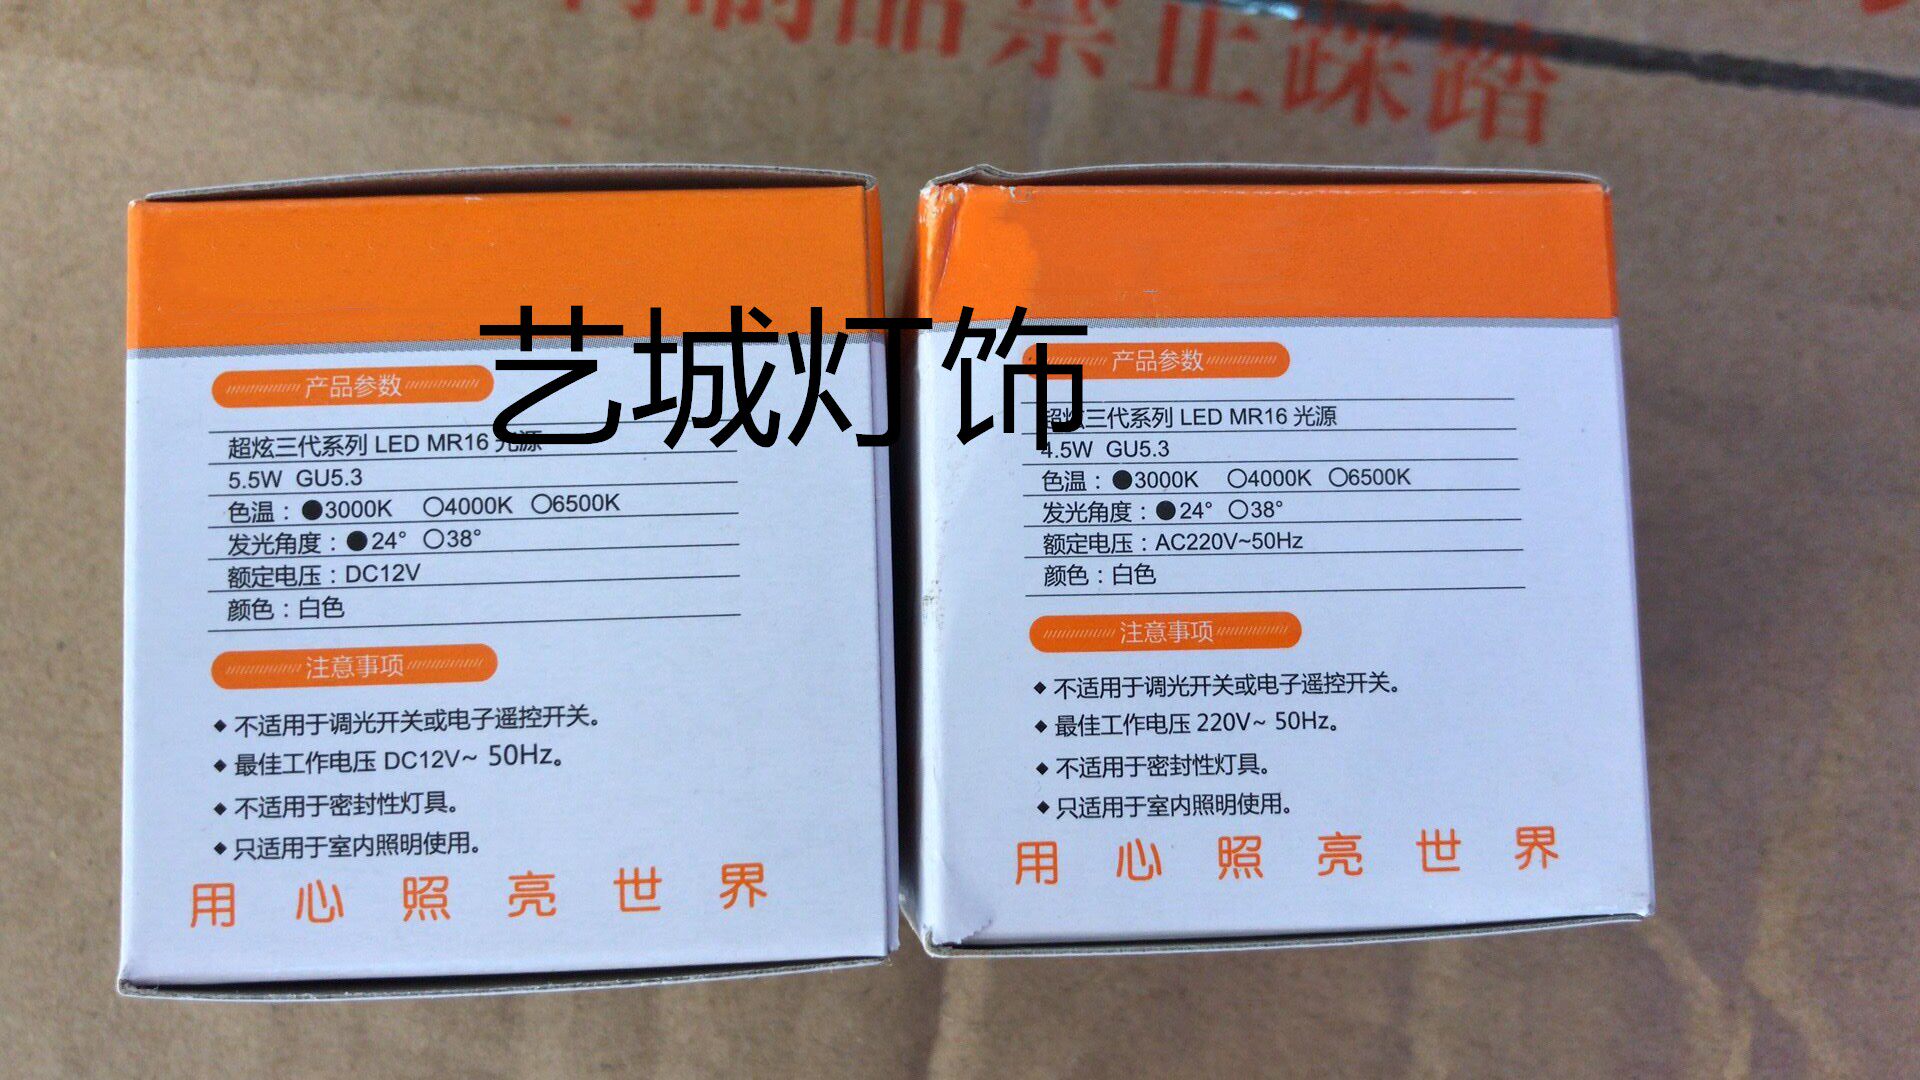 制品禁止踩踏
艺城灯饰
产品参数
超炫三代系列 LED MR16 光源
5.5W GU5.3
色温：●3000K ○4000K ○6500K
发光角度：●24° ○38°
额定电压：DC12V
颜色：白色
注意事项
◆ 不适用于调光开关或电子遥控开关。
◆ 最佳工作电压 DC12V~ 50Hz。
◆ 不适用于密封性灯具。
◆ 只适用于室内照明使用。
用心照亮世界
产品参数
超炫三代系列 LED MR16 光源
4.5W GU5.3
色温：●3000K ○4000K ○6500K
发光角度：●24° ○38°
额定电压：AC220V~50Hz
颜色：白色
注意事项
◆ 不适用于调光开关或电子遥控开关。
◆ 最佳工作电压 220V~ 50Hz。
◆ 不适用于密封性灯具。
◆ 只适用于室内照明使用。
用心照亮世界